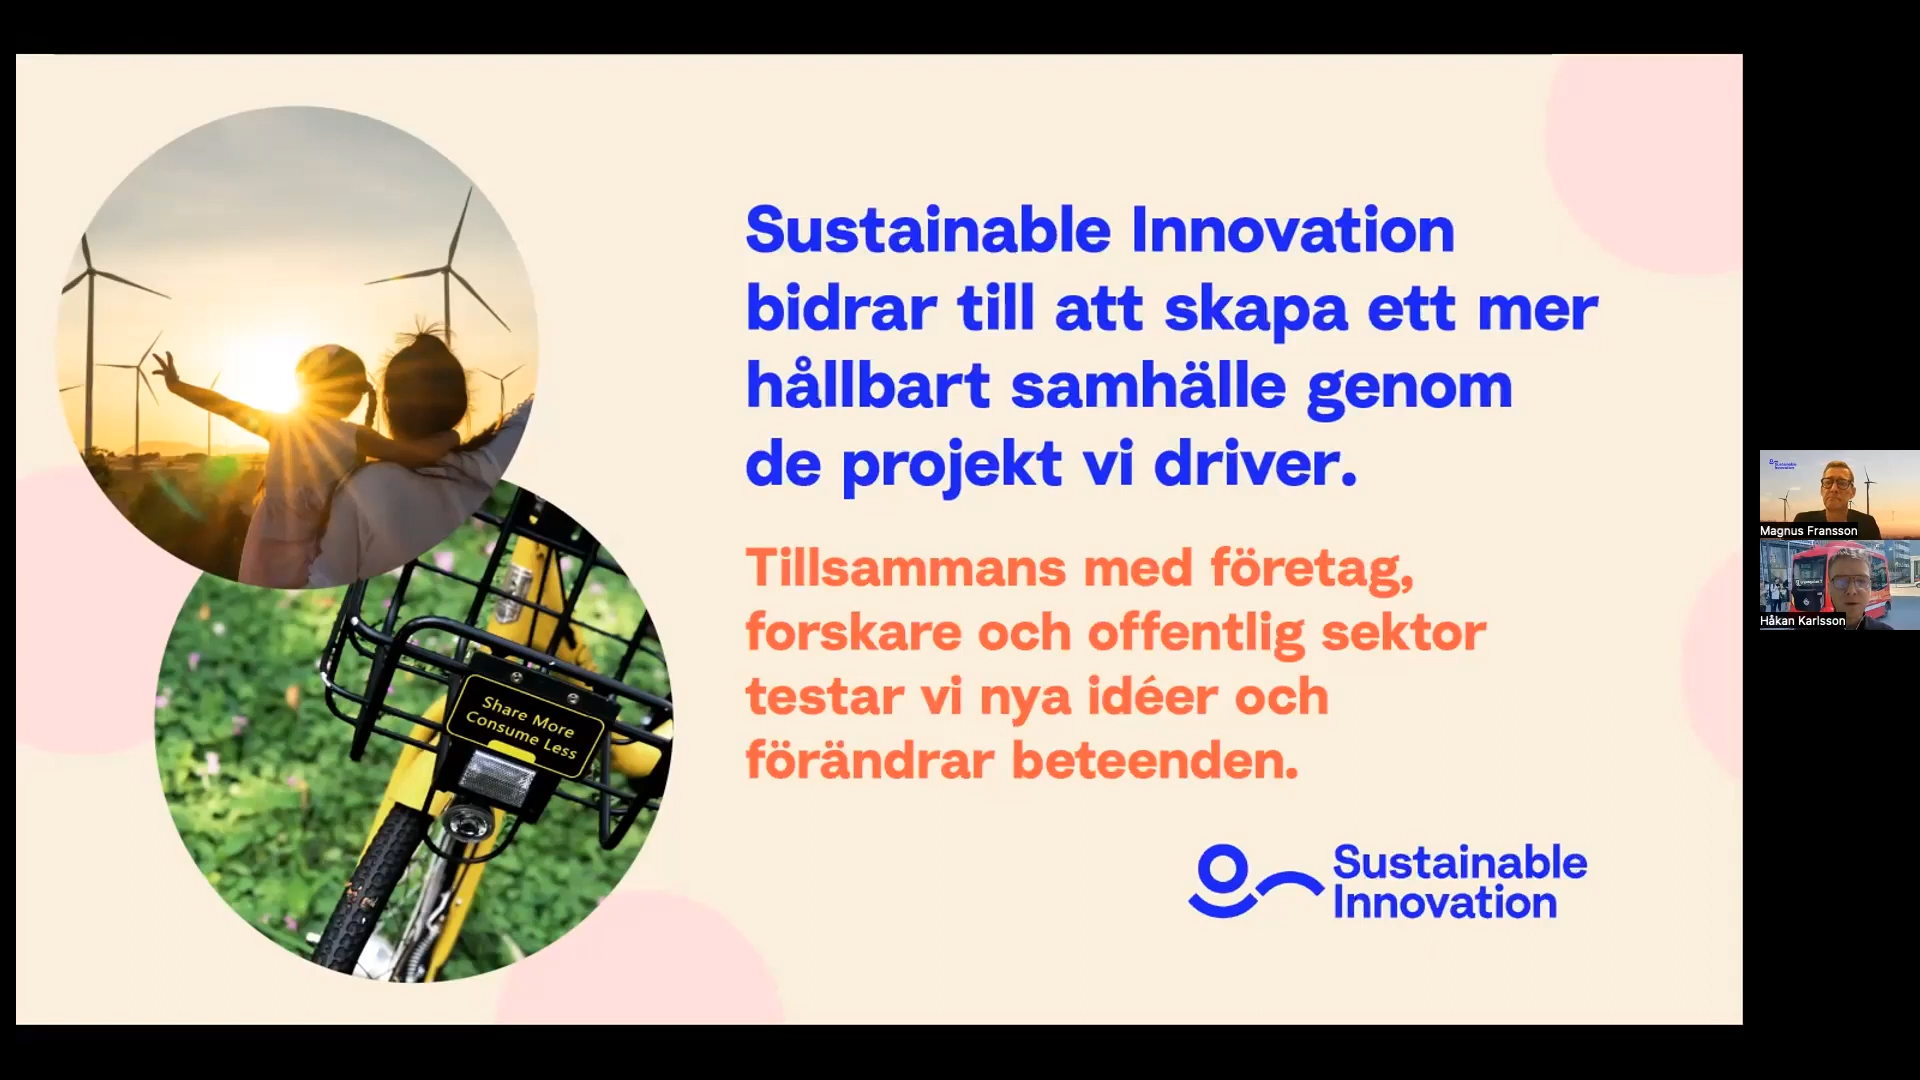 Sustainable Innovation
bidrar till att skapa ett mer
hållbart samhälle genom
de projekt vi driver.
Tillsammans med företag,
forskare och offentlig sektor
testar vi nya idéer och
förändrar beteenden.
Share More
Consume Less
Sustainable
Innovation
Sustainable
Innovation
Magnus Fransson
Håkan Karlsson